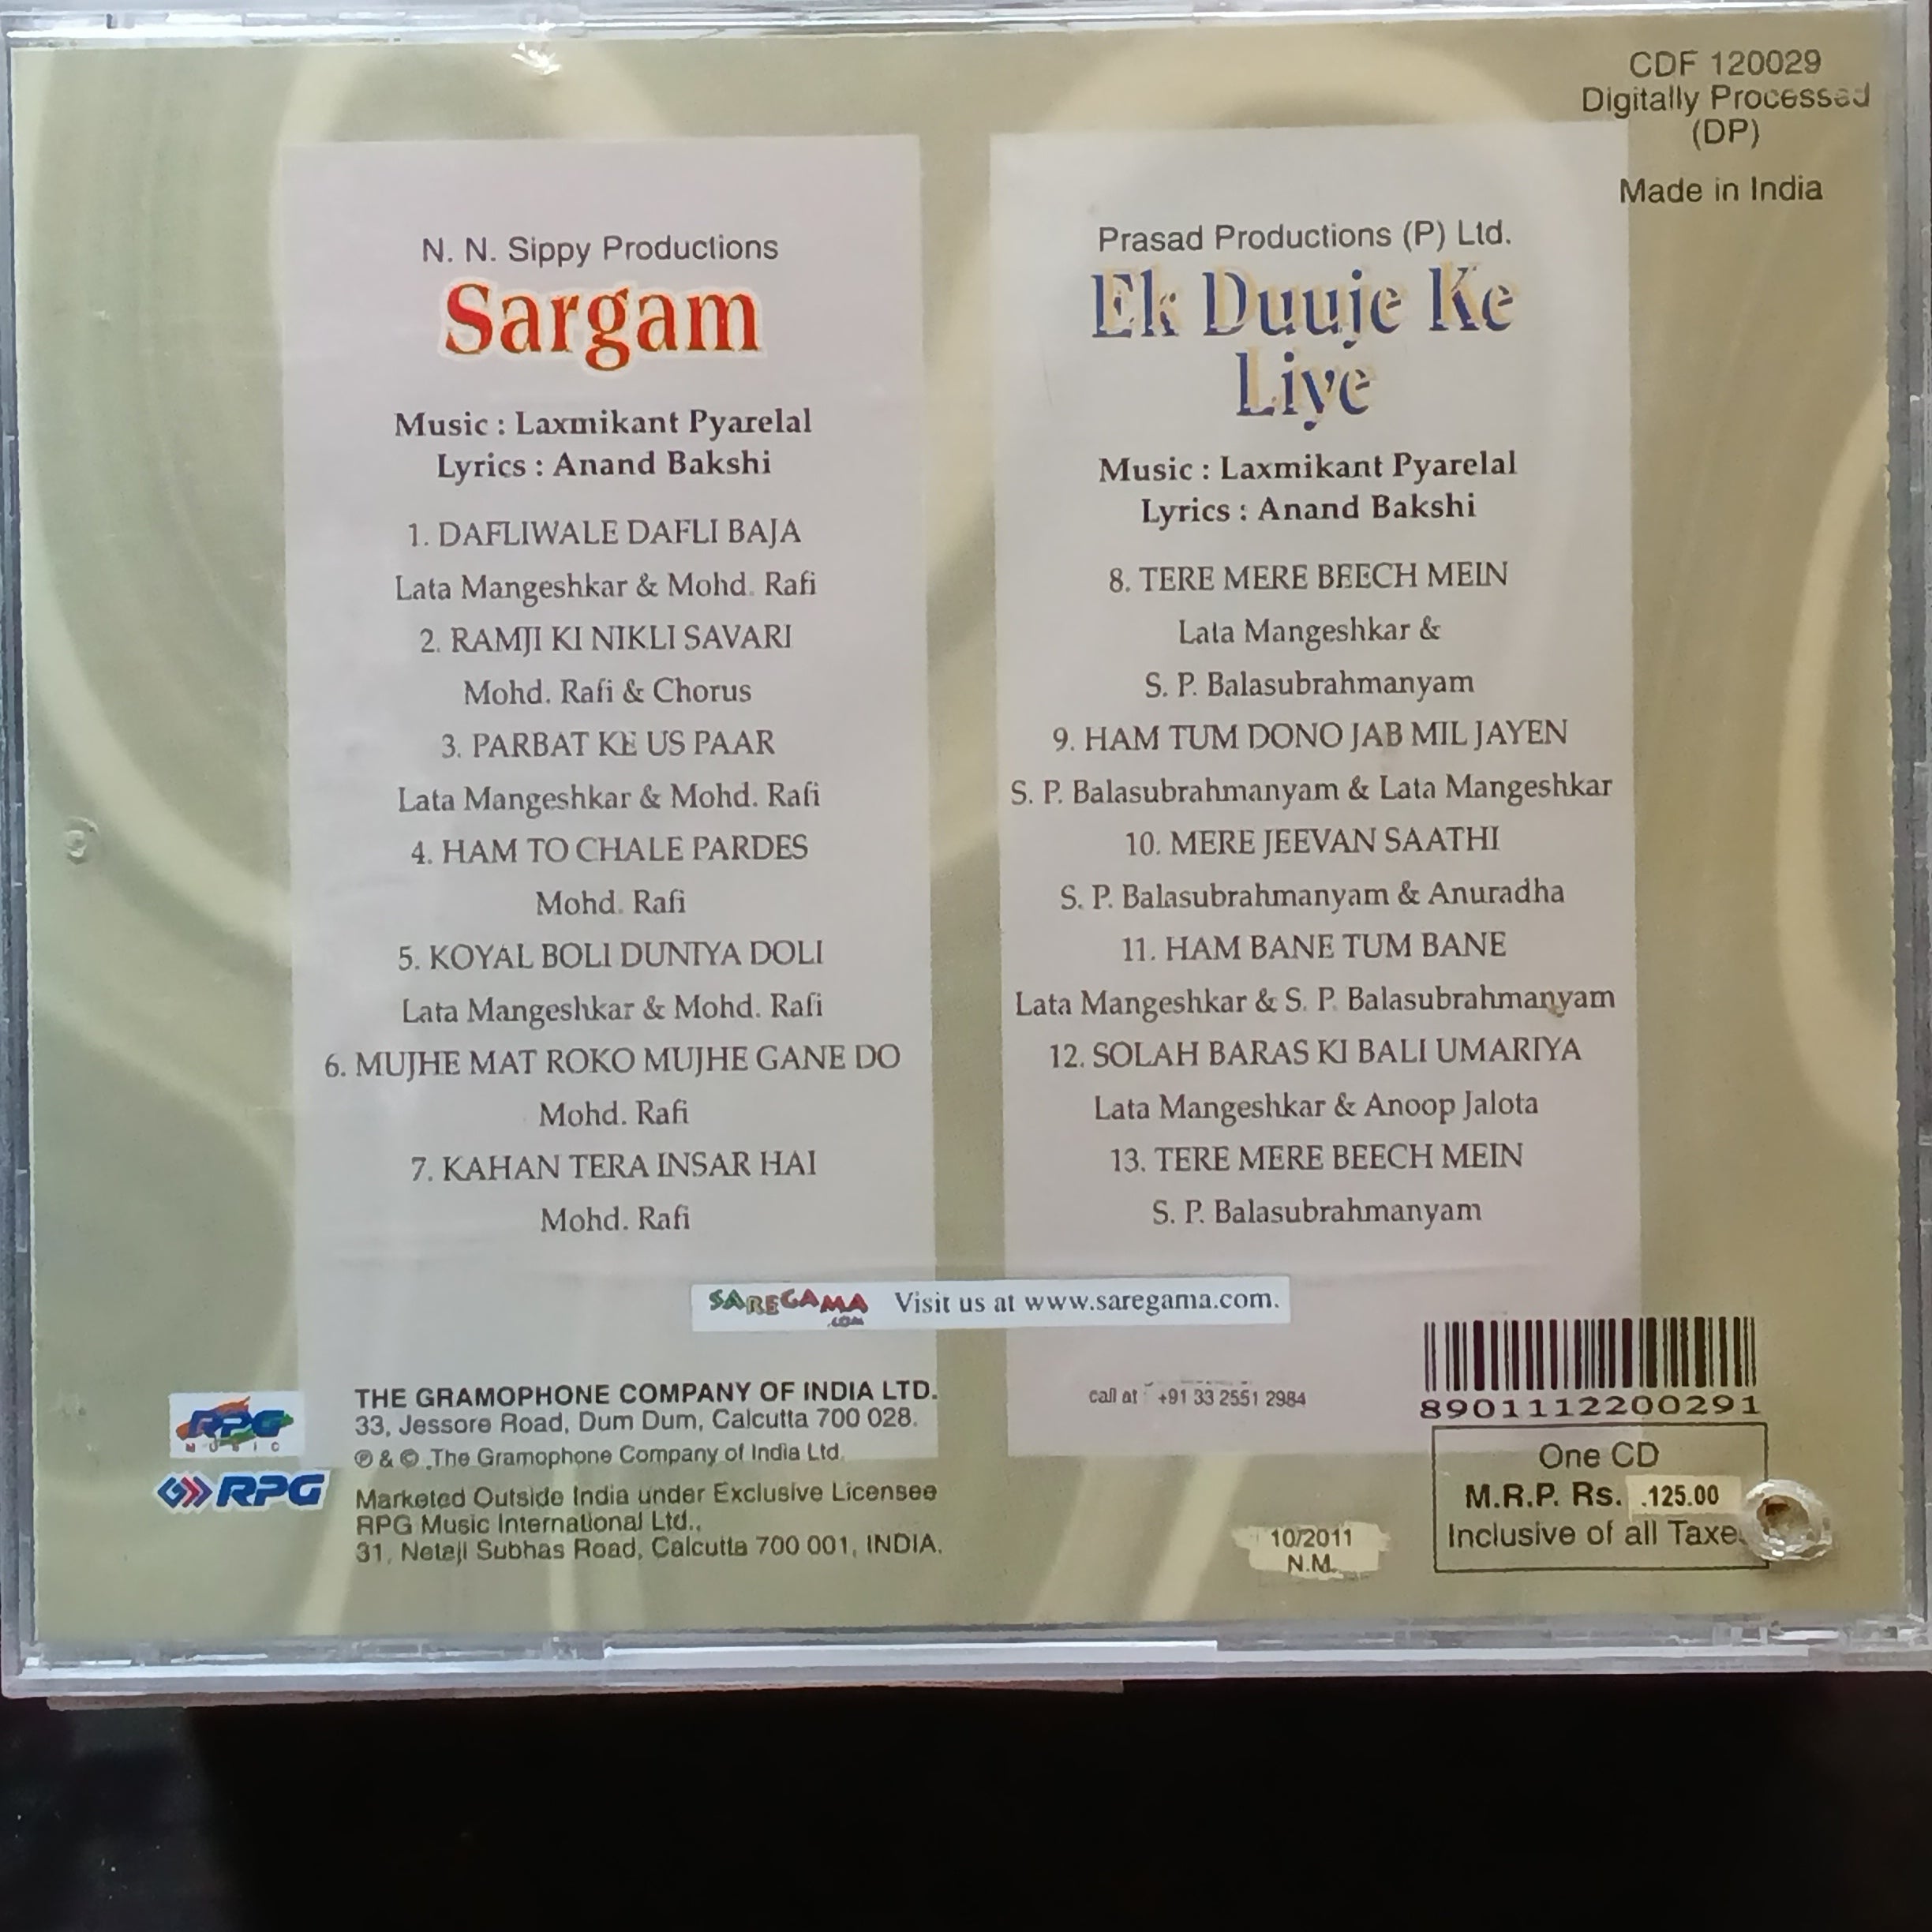 CDF 120029
Digitally Processed
(DP)
Made in India
N. N. Sippy Productions
Sargam
Music : Laxmikant Pyarelal
Lyrics : Anand Bakshi
1. DAFLIWALE DAFLI BAJA
Lata Mangeshkar & Mohd. Rafi
2. RAMJI KI NIKLI SAVARI
Mohd. Rafi & Chorus
3. PARBAT KE US PAAR
Lata Mangeshkar & Mohd. Rafi
4. HAM TO CHALE PARDES
Mohd. Rafi
5. KOYAL BOLI DUNIYA DOLI
Lata Mangeshkar & Mohd. Rafi
6. MUJHE MAT ROKO MUJHE GANE DO
Mohd. Rafi
7. KAHAN TERA INSAR HAI
Mohd. Rafi
Prasad Productions (P) Ltd.
Ek Duuje Ke
Liye
Music : Laxmikant Pyarelal
Lyrics : Anand Bakshi
8. TERE MERE BEECH MEIN
Lata Mangeshkar &
S. P. Balasubrahmanyam
9. HAM TUM DONO JAB MIL JAYEN
S. P. Balasubrahmanyam & Lata Mangeshkar
10. MERE JEEVAN SAATHI
S. P. Balasubrahmanyam & Anuradha
11. HAM BANE TUM BANE
Lata Mangeshkar & S. P. Balasubrahmanyam
12. SOLAH BARAS KI BALI UMARIYA
Lata Mangeshkar & Anoop Jalota
13. TERE MERE BEECH MEIN
S. P. Balasubrahmanyam
SAREGAMA.COM Visit us at www.saregama.com.
RPG
MUSIC
RPG
THE GRAMOPHONE COMPANY OF INDIA LTD.
33, Jessore Road, Dum Dum, Calcutta 700 028.
℗ & © .The Gramophone Company of India Ltd.
Marketed Outside India under Exclusive Licensee
RPG Music International Ltd.,
31, Netaji Subhas Road, Calcutta 700 001, INDIA.
call at +91 33 2551 2984
10/2011
N.M.
8901112200291
One CD
M.R.P. Rs. .125.00
Inclusive of all Taxe